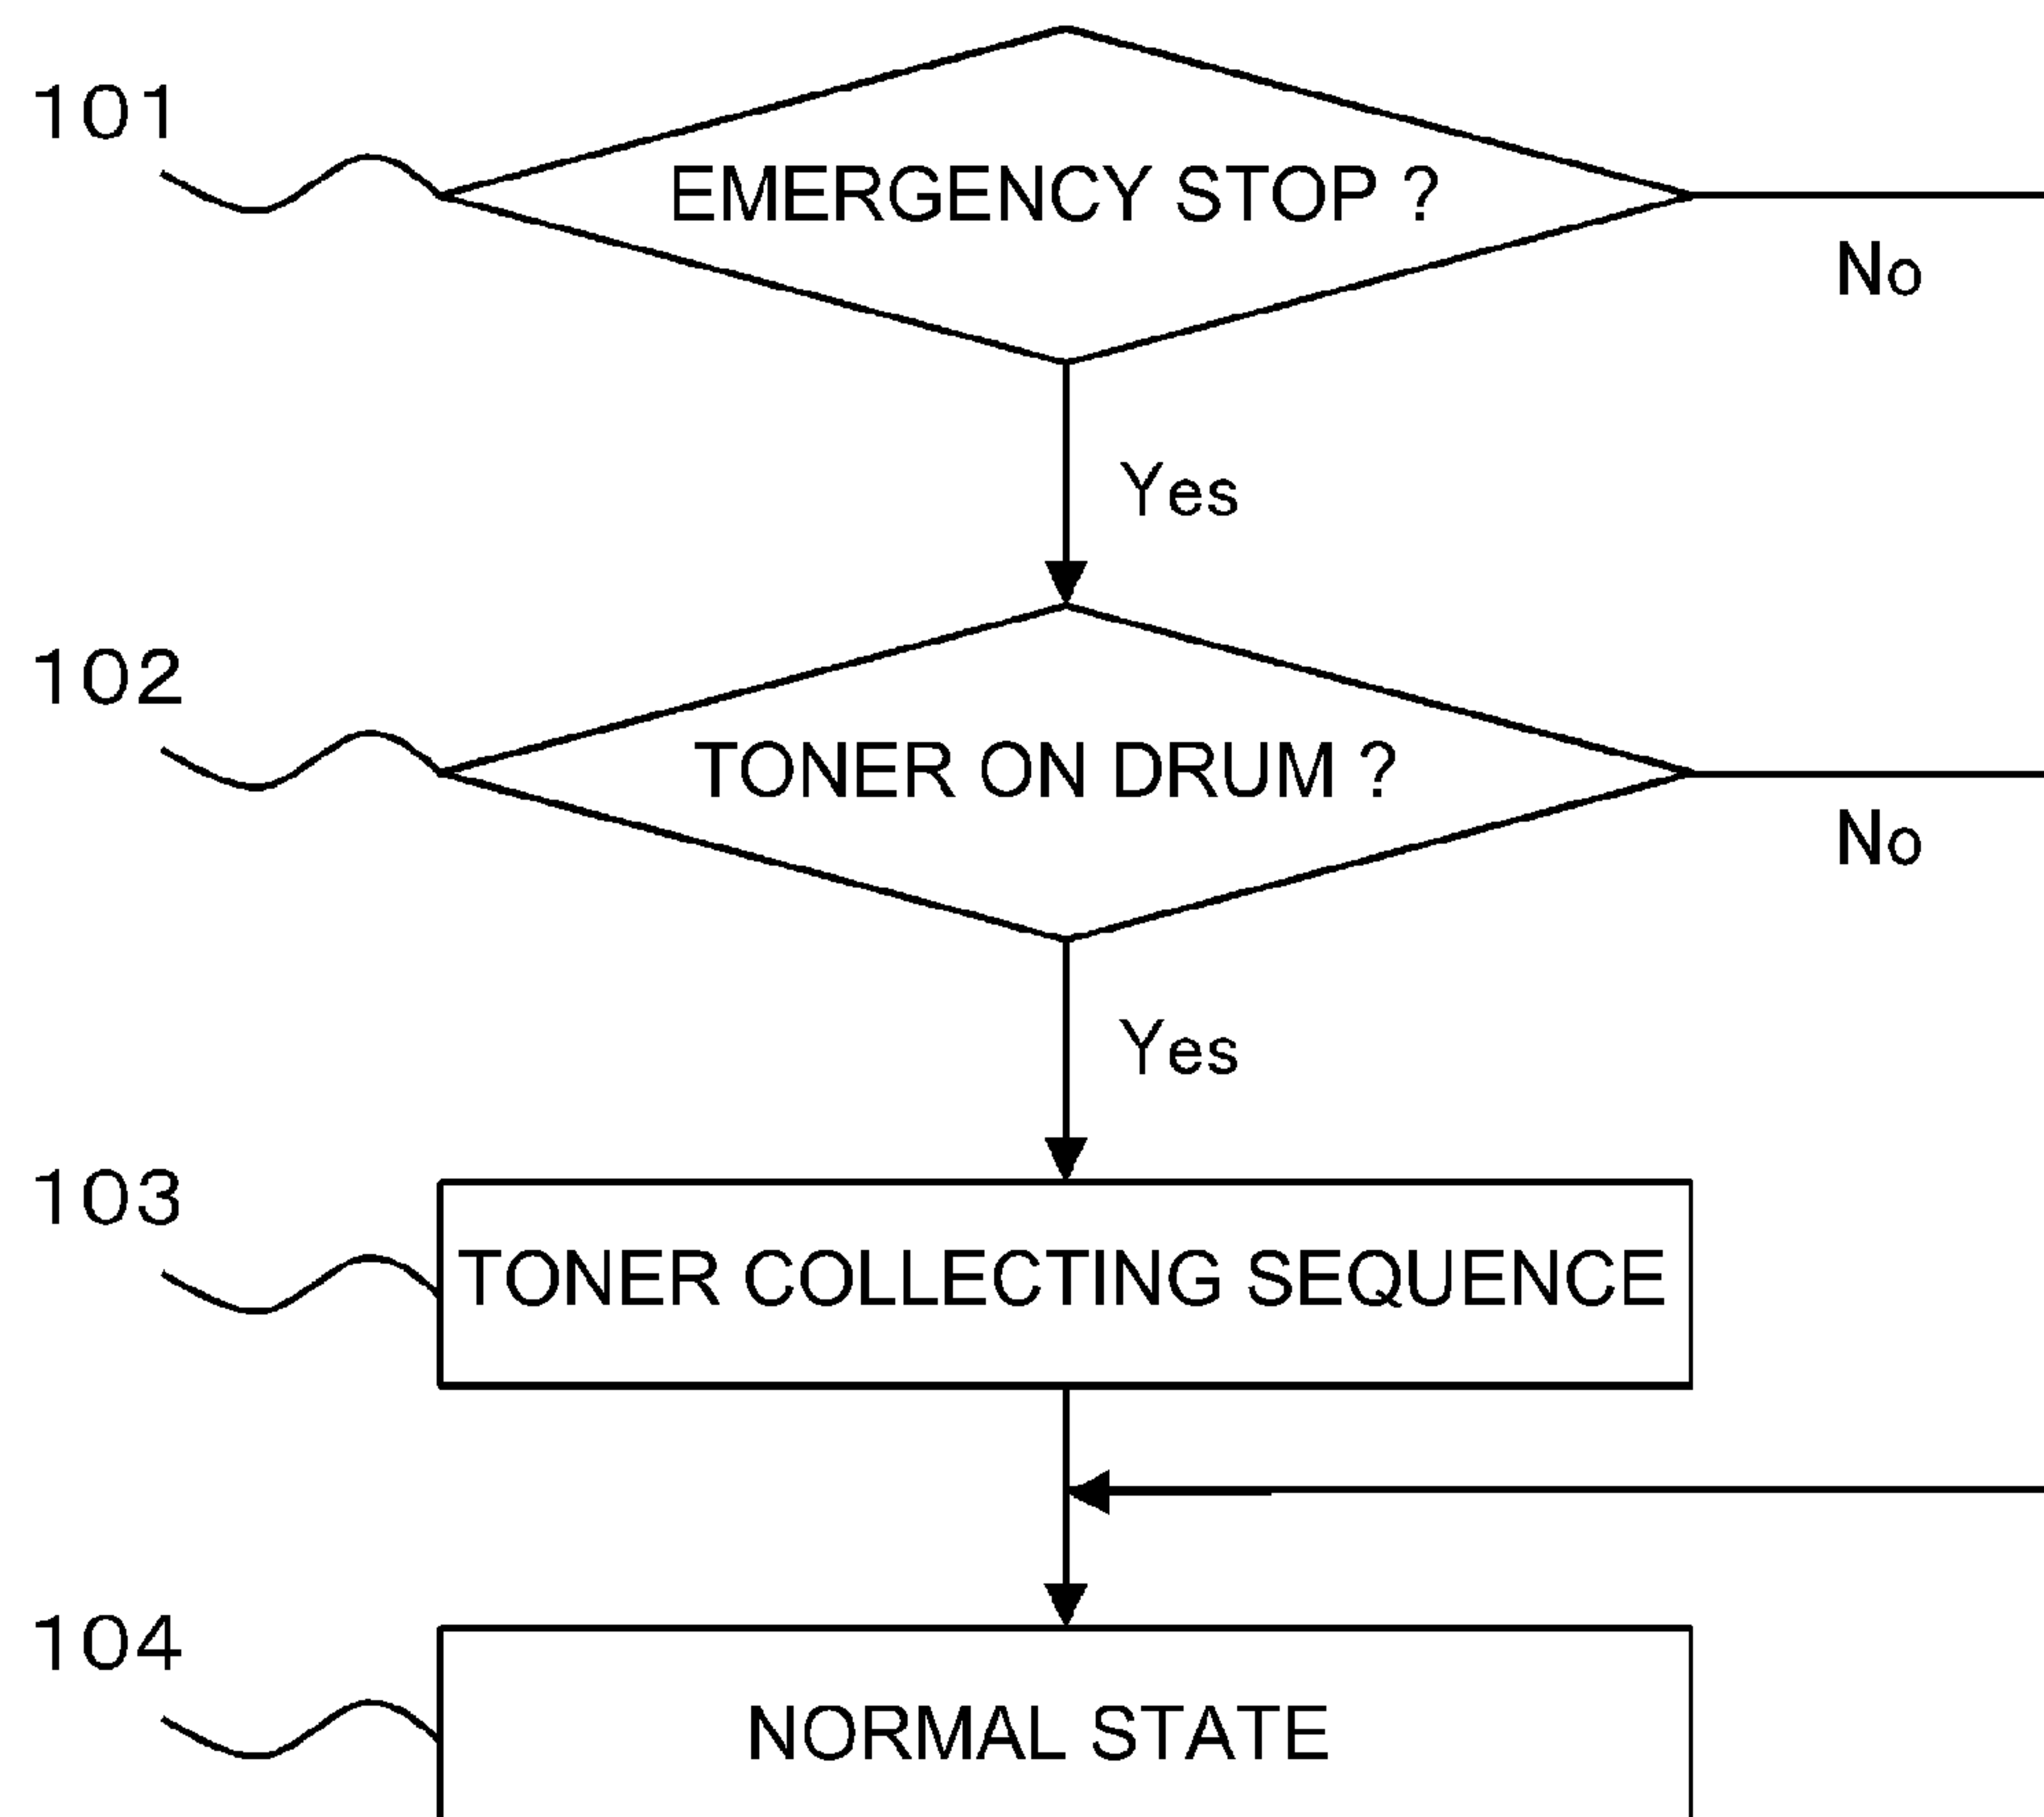 101
EMERGENCY STOP ?
No
Yes
102
TONER ON DRUM ?
No
Yes
103
TONER COLLECTING SEQUENCE
104
NORMAL STATE